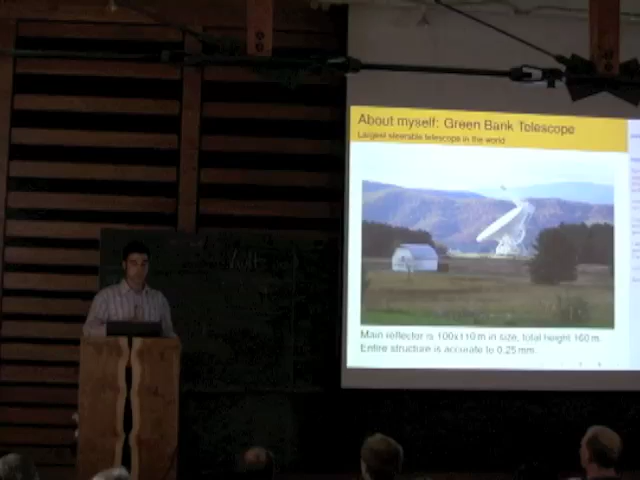 About myself: Green Bank Telescope
Largest steerable telescope in the world
Main reflector is 100x110 m in size, total height 160 m.
Entire structure is accurate to 0.25 mm.